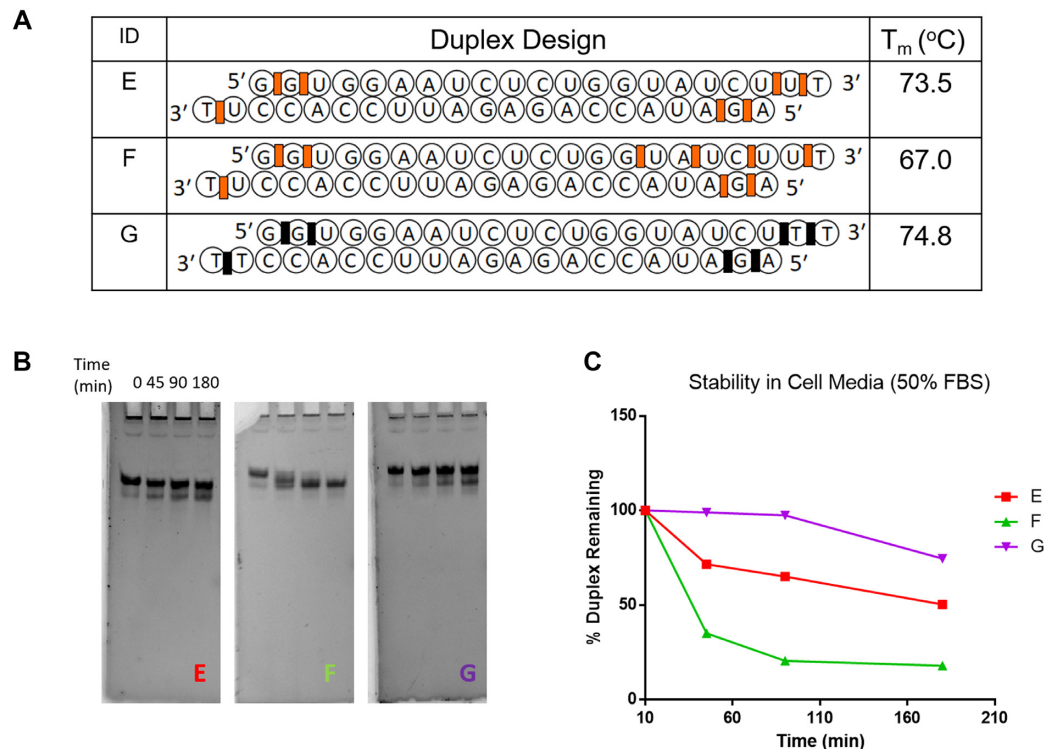 A
ID Duplex Design Tm (°C)
E 73.5
5′ G G U G G A A U C U C U G G U A U C U U T 3′
3′ T U C C A C C U U A G A G A C C A U A G A 5′
F 67.0
5′ G G U G G A A U C U C U G G U A U C U U T 3′
3′ T U C C A C C U U A G A G A C C A U A G A 5′
G 74.8
5′ G G U G G A A U C U C U G G U A U C U T T 3′
3′ T T C C A C C U U A G A G A C C A U A G A 5′
B
Time
(min) 0 45 90 180
E F G
C
Stability in Cell Media (50% FBS)
% Duplex Remaining
150
100
50
0
10 60 110 160 210
Time (min)
E
F
G